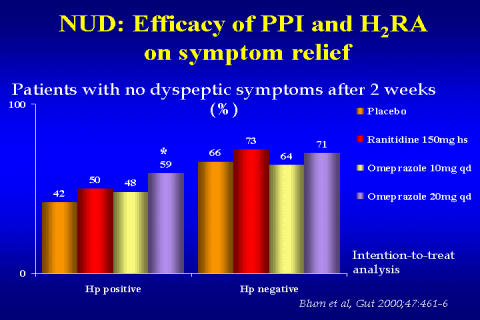 NUD: Efficacy of PPI and H2RA
on symptom relief
Patients with no dyspeptic symptoms after 2 weeks
(%)
100
0
42
50
48
*
59
66
73
64
71
Hp positive
Hp negative
Placebo
Ranitidine 150mg hs
Omeprazole 10mg qd
Omeprazole 20mg qd
Intention-to-treat
analysis
Blum et al, Gut 2000;47:461-6